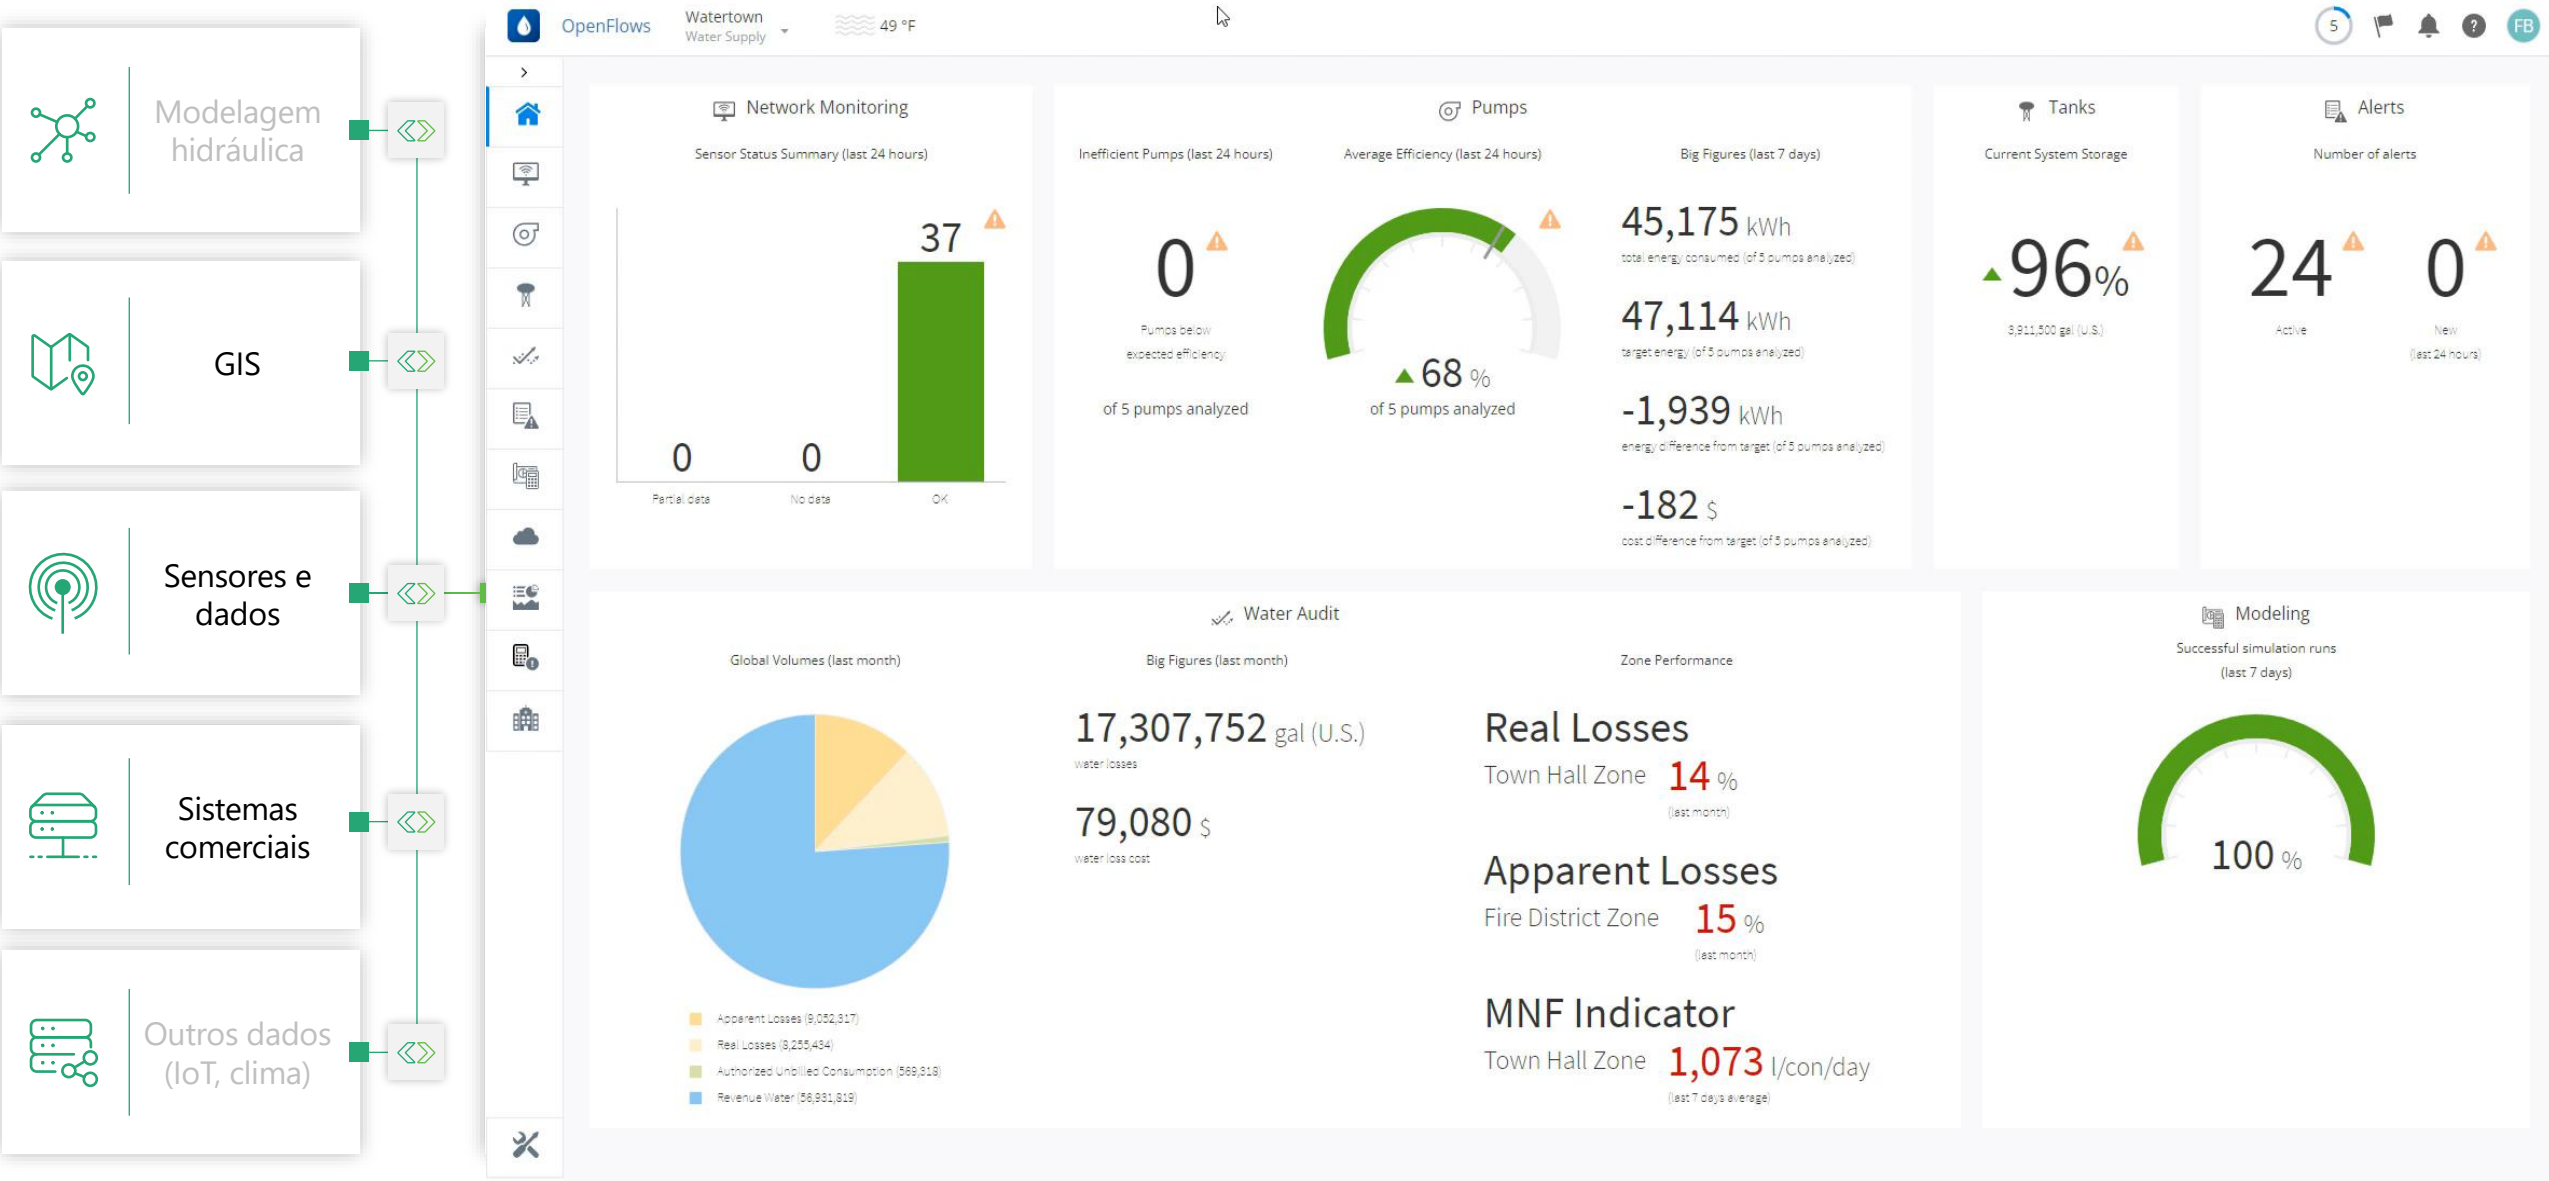 Modelagem
hidráulica
GIS
Sensores e
dados
Sistemas
comerciais
Outros dados
(IoT, clima)
OpenFlows
Watertown
Water Supply
49 °F
5
?
FB
Network Monitoring
Sensor Status Summary (last 24 hours)
0
0
37
Partial data
No data
OK
Pumps
Inefficient Pumps (last 24 hours)
0
Pumps below
expected efficiency
of 5 pumps analyzed
Average Efficiency (last 24 hours)
68 %
of 5 pumps analyzed
Big Figures (last 7 days)
45,175 kWh
total energy consumed (of 5 pumps analyzed)
47,114 kWh
target energy (of 5 pumps analyzed)
-1,939 kWh
energy difference from target (of 5 pumps analyzed)
-182 $
cost difference from target (of 5 pumps analyzed)
Tanks
Current System Storage
96%
3,911,500 gal (U.S.)
Alerts
Number of alerts
24
Active
0
New
(last 24 hours)
Water Audit
Global Volumes (last month)
Apparent Losses (9,052,317)
Real Losses (8,255,434)
Authorized Unbilled Consumption (569,318)
Revenue Water (56,931,819)
Big Figures (last month)
17,307,752 gal (U.S.)
water losses
79,080 $
water loss cost
Zone Performance
Real Losses
Town Hall Zone 14 %
(last month)
Apparent Losses
Fire District Zone 15 %
(last month)
MNF Indicator
Town Hall Zone 1,073 l/con/day
(last 7 days average)
Modeling
Successful simulation runs
(last 7 days)
100 %